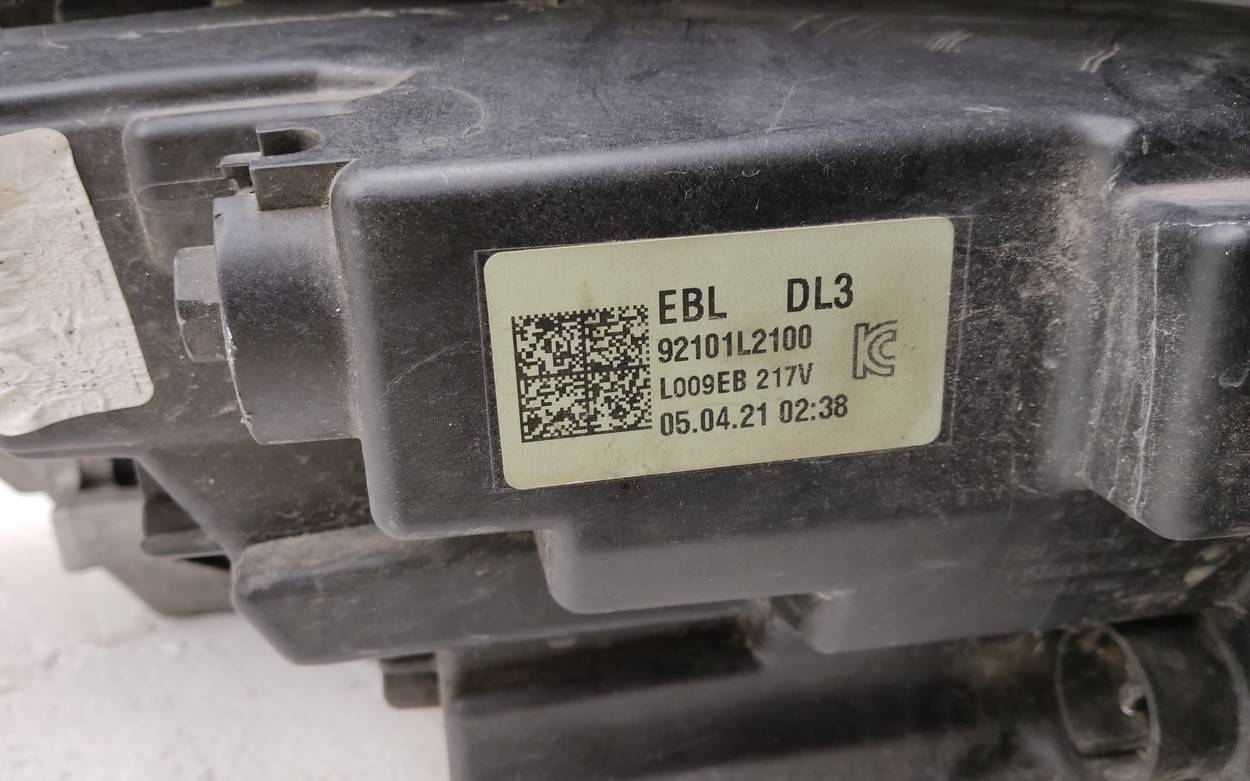 EBL DL3
92101L2100
L009EB 217V
05.04.21 02:38